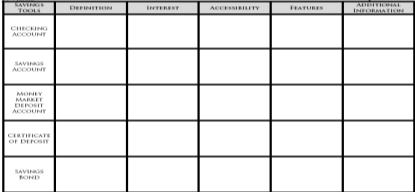 SAVINGS TOOLS
DEFINITION
INTEREST
ACCESSIBILITY
FEATURES
ADDITIONAL INFORMATION
CHECKING ACCOUNT
SAVINGS ACCOUNT
MONEY MARKET DEPOSIT ACCOUNT
CERTIFICATE OF DEPOSIT
SAVINGS BOND